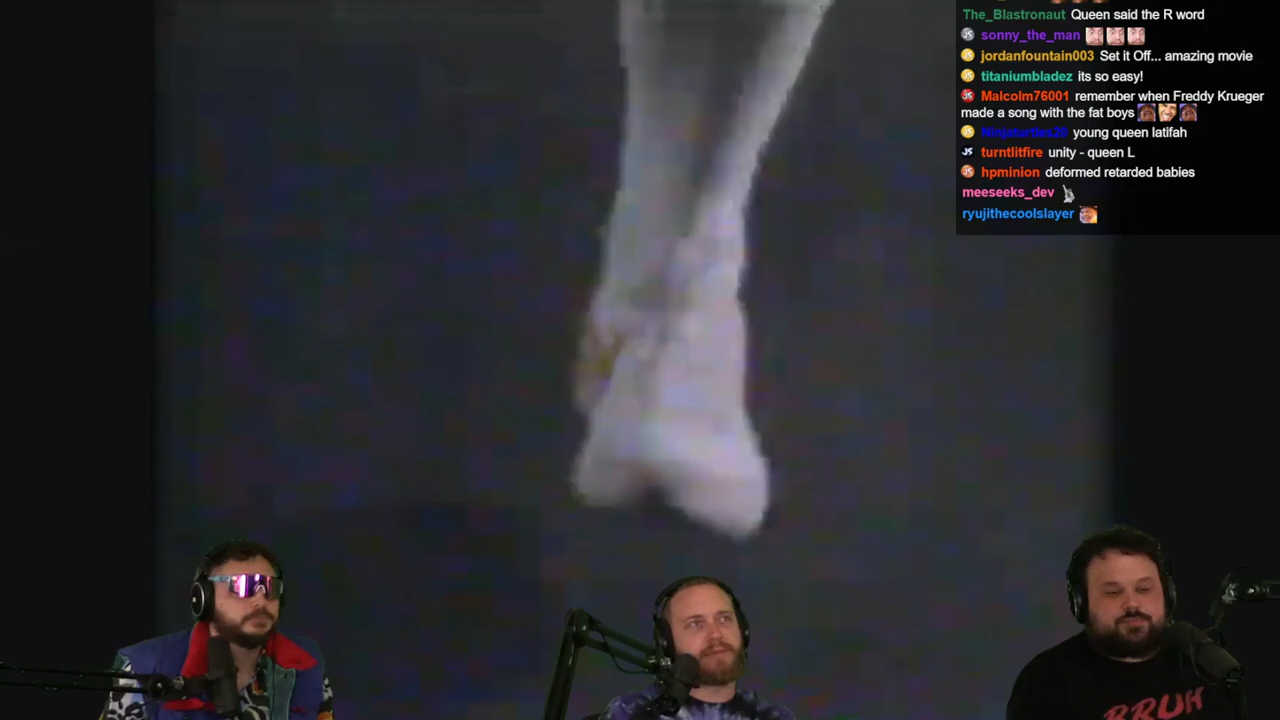 The_Blastronaut Queen said the R word
sonny_the_man
jordanfountain003 Set it Off... amazing movie
titaniumbladez its so easy!
Malcolm76001 remember when Freddy Krueger
made a song with the fat boys
Ninjaturtles20 young queen latifah
turntlitfire unity - queen L
hpminion deformed retarded babies
meeseeks_dev
ryujithecoolslayer
BRUH